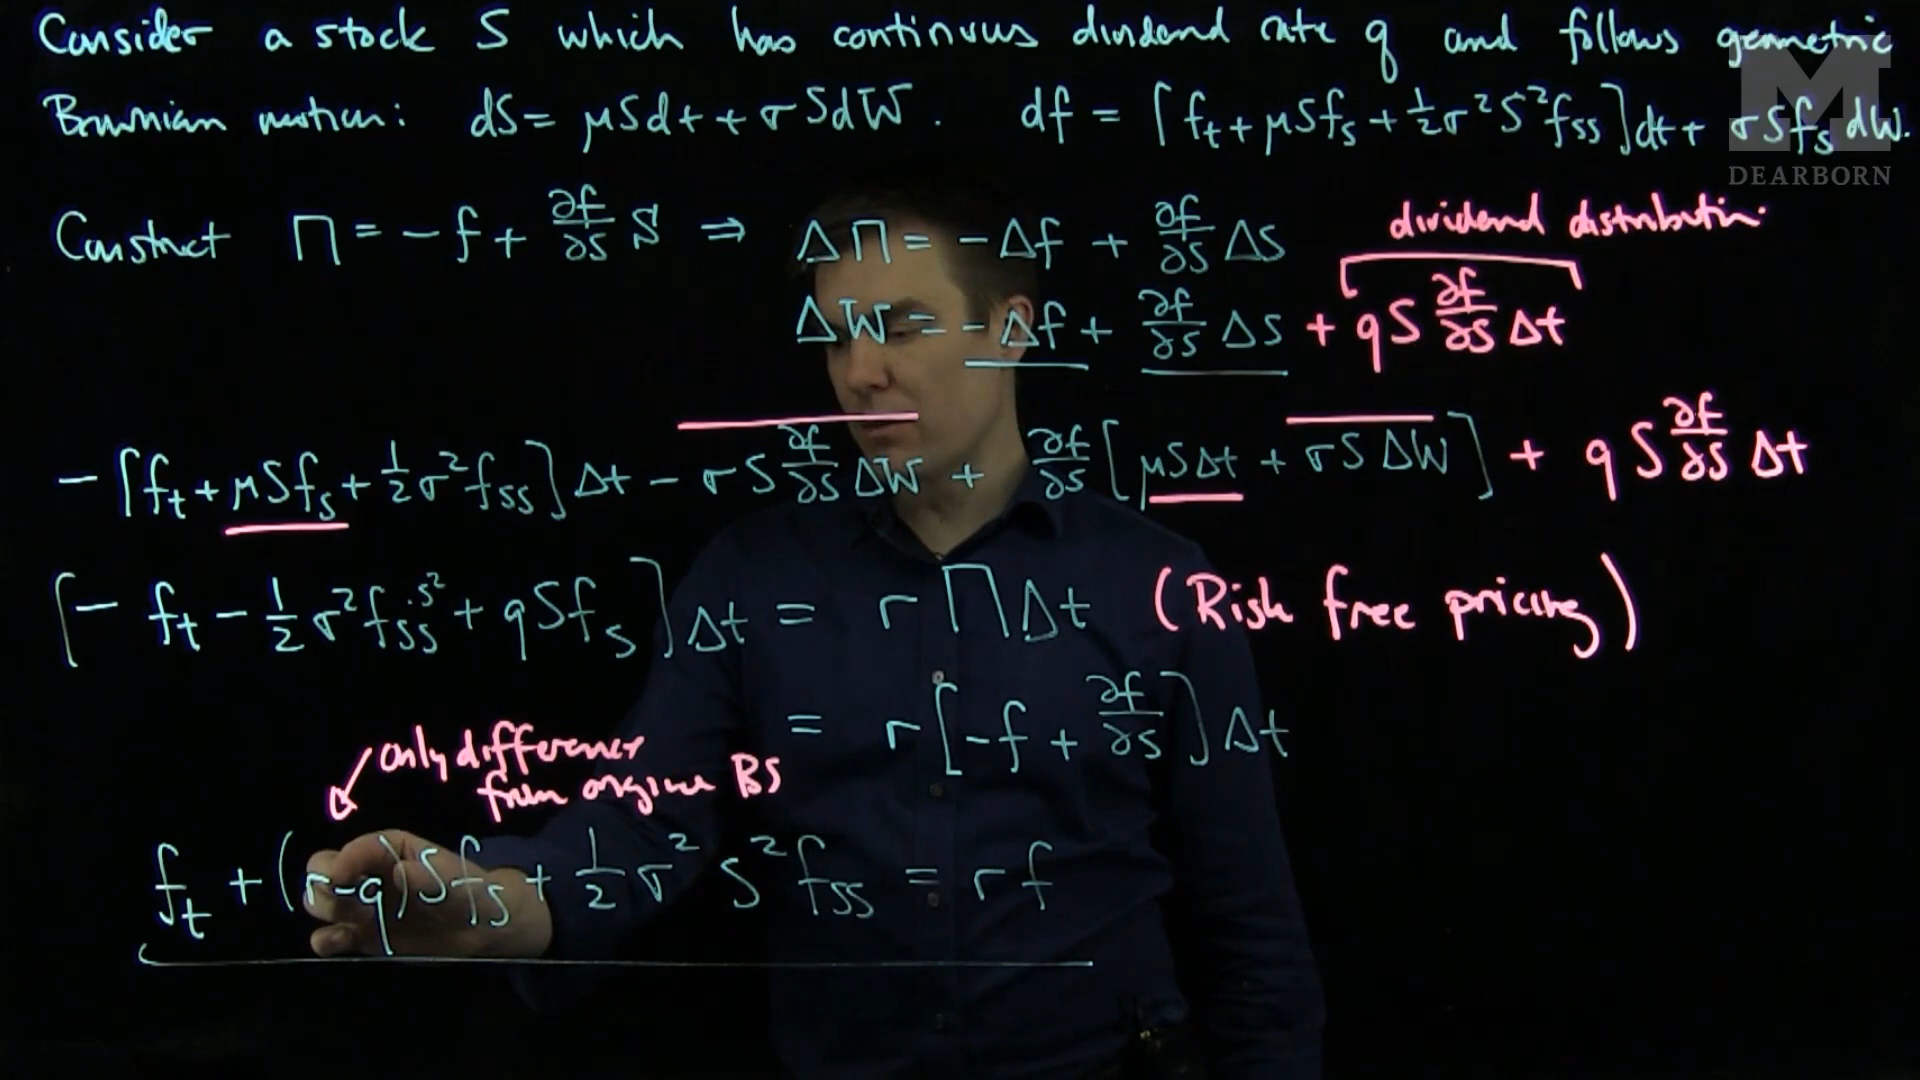 Consider a stock S which has continuous dividend rate q and follows geometric
Brownian motion: dS = μSdt + σSdW. df = [f_t + μSf_s + ½σ²S²f_ss]dt + σSf_s dW.
M
DEARBORN
Construct Π = -f + ∂f/∂S S ⇒ ΔΠ = -Δf + ∂f/∂S ΔS
dividend distribution.
ΔW = -Δf + ∂f/∂S ΔS + qS ∂f/∂S Δt
-[f_t + μSf_s + ½σ²f_ss]Δt - σS ∂f/∂S ΔW + ∂f/∂S [μSΔt + σSΔW] + qS ∂f/∂S Δt
[-f_t - ½σ²f_ss·S² + qSf_s]Δt = rΠΔt (Risk free pricing)
= r[-f + ∂f/∂S]Δt
only difference
from BS
f_t + (r-q)Sf_s + ½σ²S²f_ss = rf